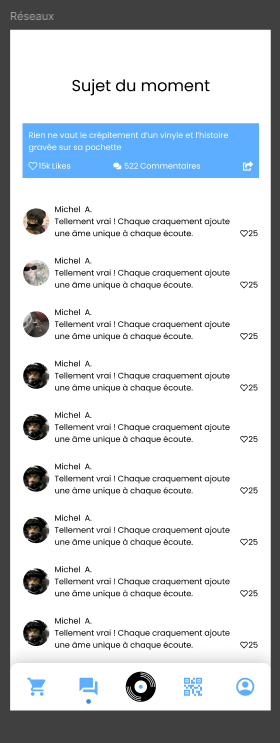 Réseaux
Sujet du moment
Rien ne vaut le crépitement d'un vinyle et l'histoire
gravée sur sa pochette
15k Likes 522 Commentaires
Michel A.
Tellement vrai ! Chaque craquement ajoute
une âme unique à chaque écoute. 25
Michel A.
Tellement vrai ! Chaque craquement ajoute
une âme unique à chaque écoute. 25
Michel A.
Tellement vrai ! Chaque craquement ajoute
une âme unique à chaque écoute. 25
Michel A.
Tellement vrai ! Chaque craquement ajoute
une âme unique à chaque écoute. 25
Michel A.
Tellement vrai ! Chaque craquement ajoute
une âme unique à chaque écoute. 25
Michel A.
Tellement vrai ! Chaque craquement ajoute
une âme unique à chaque écoute. 25
Michel A.
Tellement vrai ! Chaque craquement ajoute
une âme unique à chaque écoute. 25
Michel A.
Tellement vrai ! Chaque craquement ajoute
une âme unique à chaque écoute. 25
Michel A.
Tellement vrai ! Chaque craquement ajoute
une âme unique à chaque écoute. 25